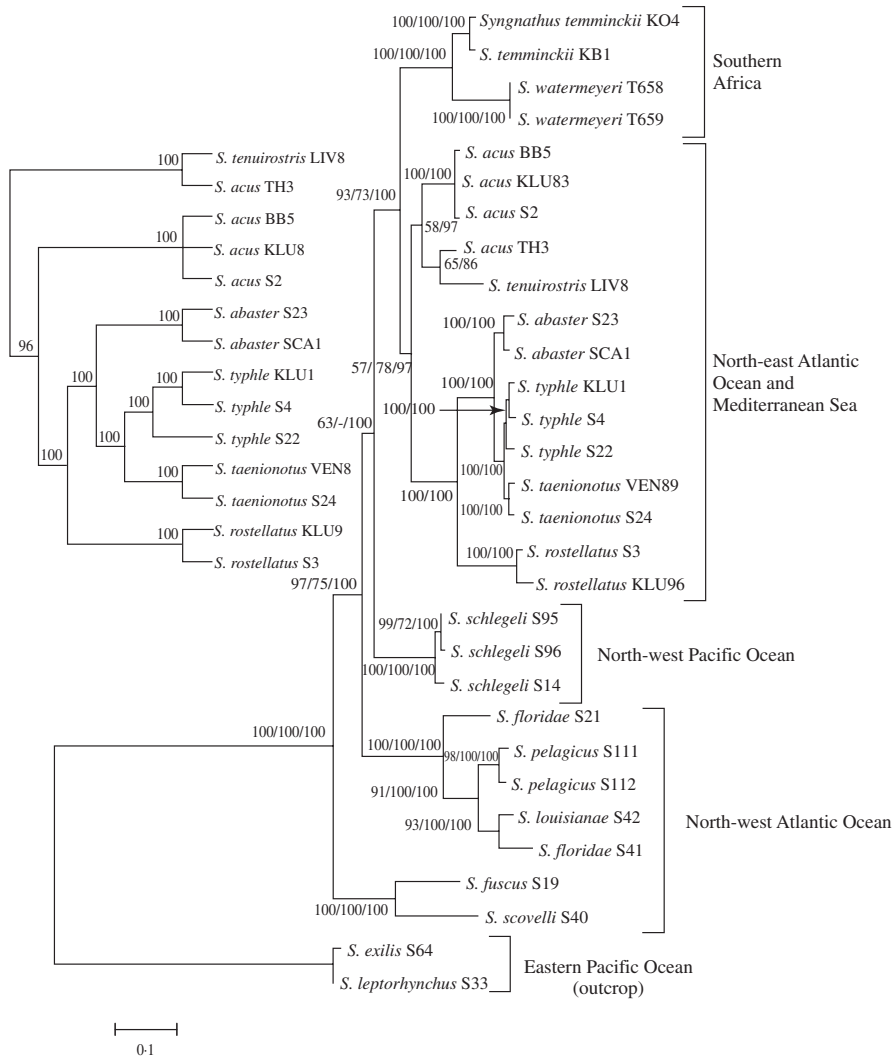 100/100/100
Syngnathus temminckii KO4
100/100/100
S. temminckii KB1
S. watermeyeri T658
100/100/100
S. watermeyeri T659
Southern
Africa
100
S. tenuirostris LIV8
S. acus TH3
100
S. acus BB5
S. acus KLU8
S. acus S2
96
100
S. abaster S23
S. abaster SCA1
100
100
S. typhle KLU1
S. typhle S4
100
100
S. typhle S22
100
100
S. taenionotus VEN8
S. taenionotus S24
100
S. rostellatus KLU9
S. rostellatus S3
93/73/100
S. acus BB5
S. acus KLU83
S. acus S2
58/97
S. acus TH3
65/86
S. tenuirostris LIV8
100/100
S. abaster S23
S. abaster SCA1
57/ 78/97
100/100
S. typhle KLU1
100/100
S. typhle S4
S. typhle S22
100/100
S. taenionotus VEN89
100/100
S. taenionotus S24
100/100
100/100
S. rostellatus S3
S. rostellatus KLU96
North-east Atlantic
Ocean and
Mediterranean Sea
63/-/100
97/75/100
99/72/100
S. schlegeli S95
S. schlegeli S96
100/100/100
S. schlegeli S14
North-west Pacific Ocean
100/100/100
S. floridae S21
100/100/100
98/100/100
S. pelagicus S111
S. pelagicus S112
91/100/100
S. louisianae S42
93/100/100
S. floridae S41
S. fuscus S19
100/100/100
S. scovelli S40
North-west Atlantic Ocean
S. exilis S64
S. leptorhynchus S33
Eastern Pacific Ocean
(outcrop)
0·1